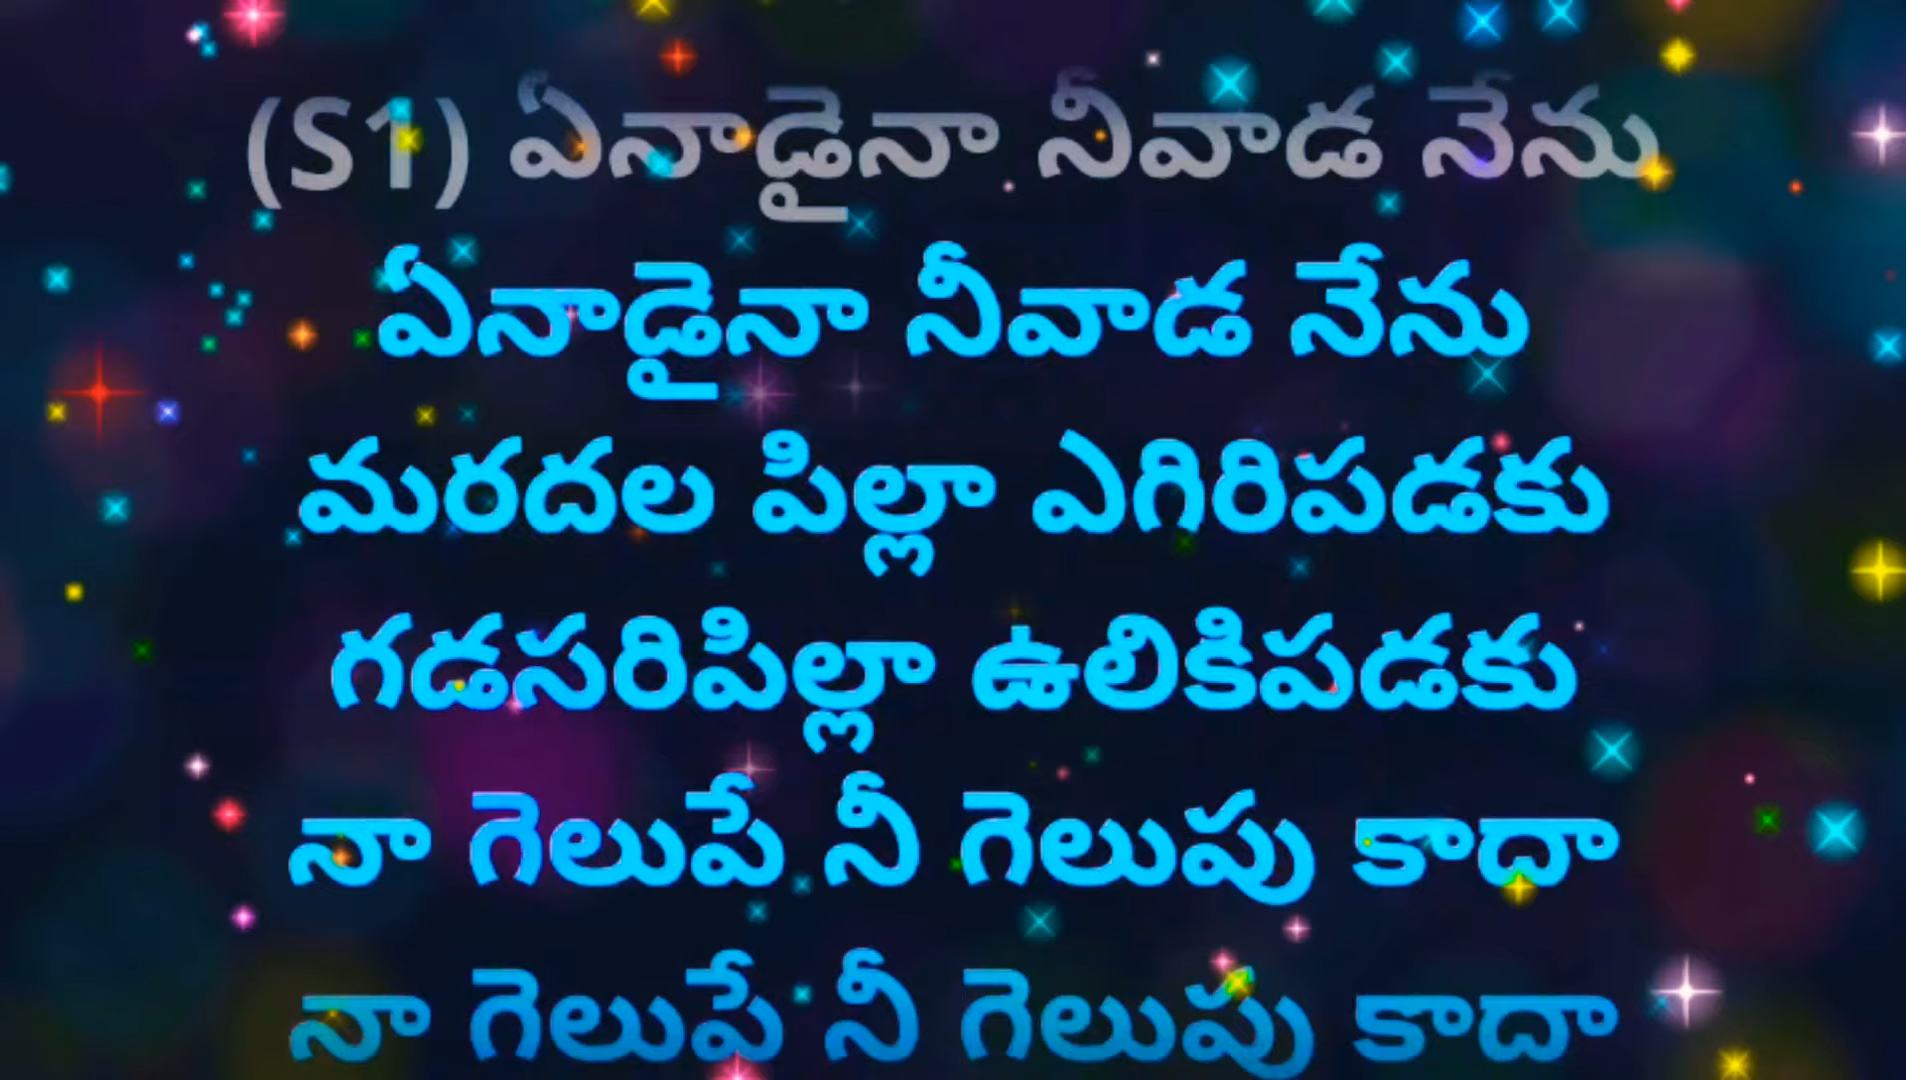 (S1) ఏనాడైనా నీవాడ నేను
ఏనాడైనా నీవాడ నేను
మరదల పిల్లా ఎగిరిపడకు
గడసరిపిల్లా ఉలికిపడకు
నా గెలుపే నీ గెలుపు కాదా
నా గెలుపే నీ గెలుపు కాదా